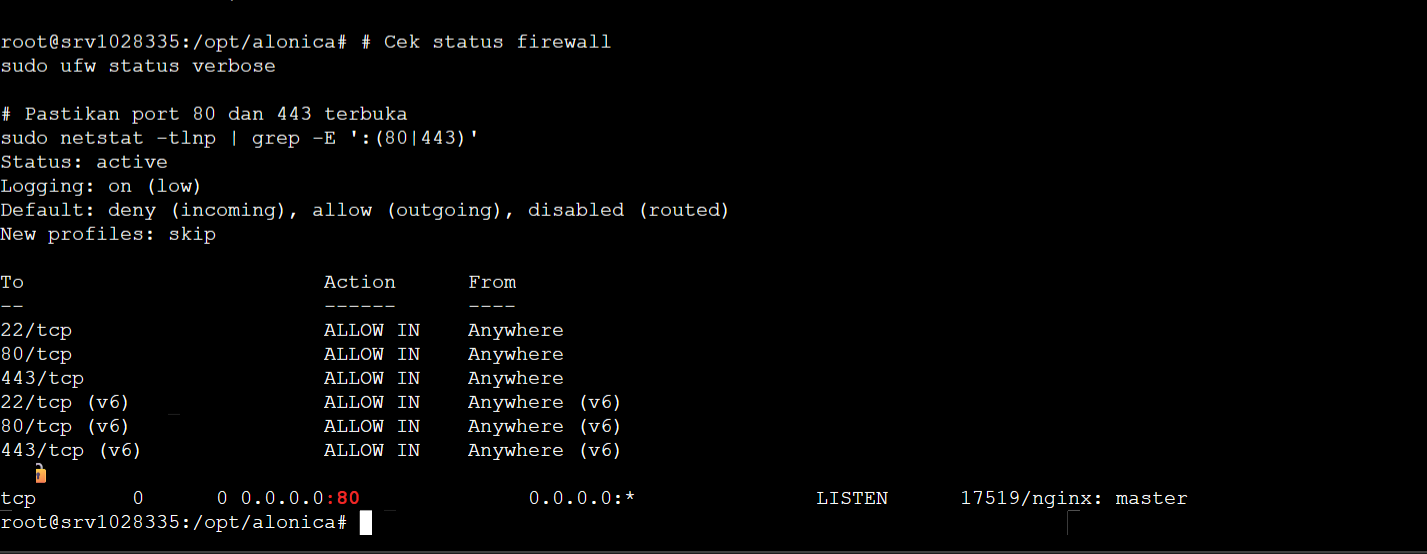 root@srv1028335:/opt/alonica# # Cek status firewall
sudo ufw status verbose
# Pastikan port 80 dan 443 terbuka
sudo netstat -tlnp | grep -E ':(80|443)'
Status: active
Logging: on (low)
Default: deny (incoming), allow (outgoing), disabled (routed)
New profiles: skip
To                         Action      From
--                         ------      ----
22/tcp                     ALLOW IN    Anywhere
80/tcp                     ALLOW IN    Anywhere
443/tcp                    ALLOW IN    Anywhere
22/tcp (v6)                ALLOW IN    Anywhere (v6)
80/tcp (v6)                ALLOW IN    Anywhere (v6)
443/tcp (v6)               ALLOW IN    Anywhere (v6)
tcp        0      0 0.0.0.0:80              0.0.0.0:*               LISTEN      17519/nginx: master
root@srv1028335:/opt/alonica#